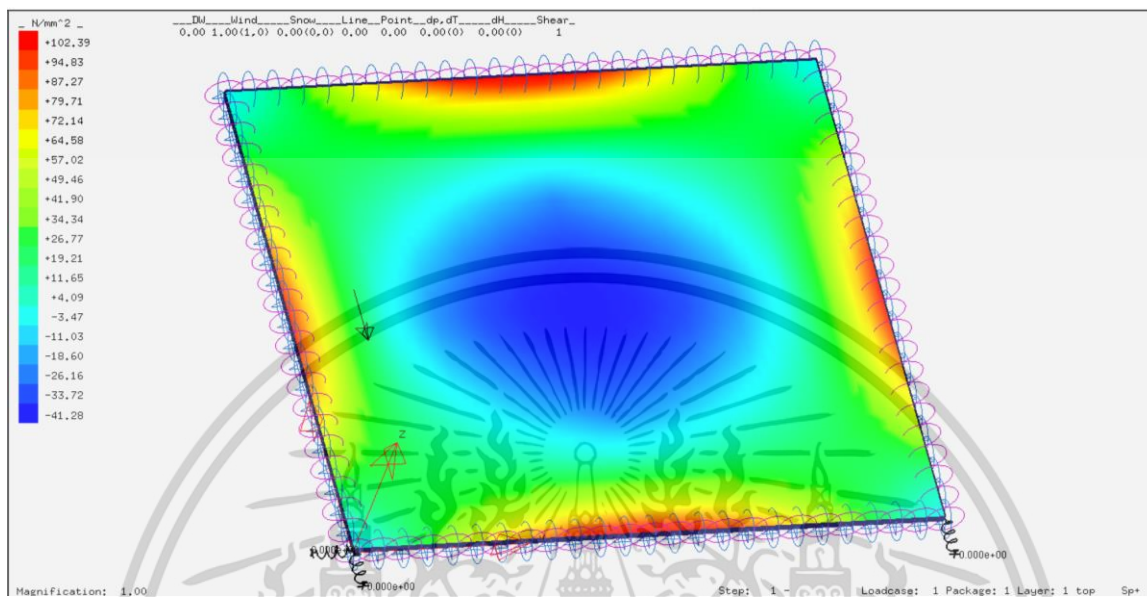 _ N/mm^2 _
___DW____Wind_____Snow____Line__Point__dp,dT_____dH_____Shear_
0.00 1.00(1,0) 0.00(0,0) 0.00 0.00 0.00(0) 0.00(0) 1
+102.39
+94.83
+87.27
+79.71
+72.14
+64.58
+57.02
+49.46
+41.90
+34.34
+26.77
+19.21
+11.65
+4.09
-3.47
-11.03
-18.60
-26.16
-33.72
-41.28
Z
0.000e+00
0.000e+00
Magnification: 1.00
Step: 1 -
Loadcase: 1 Package: 1 Layer: 1 top